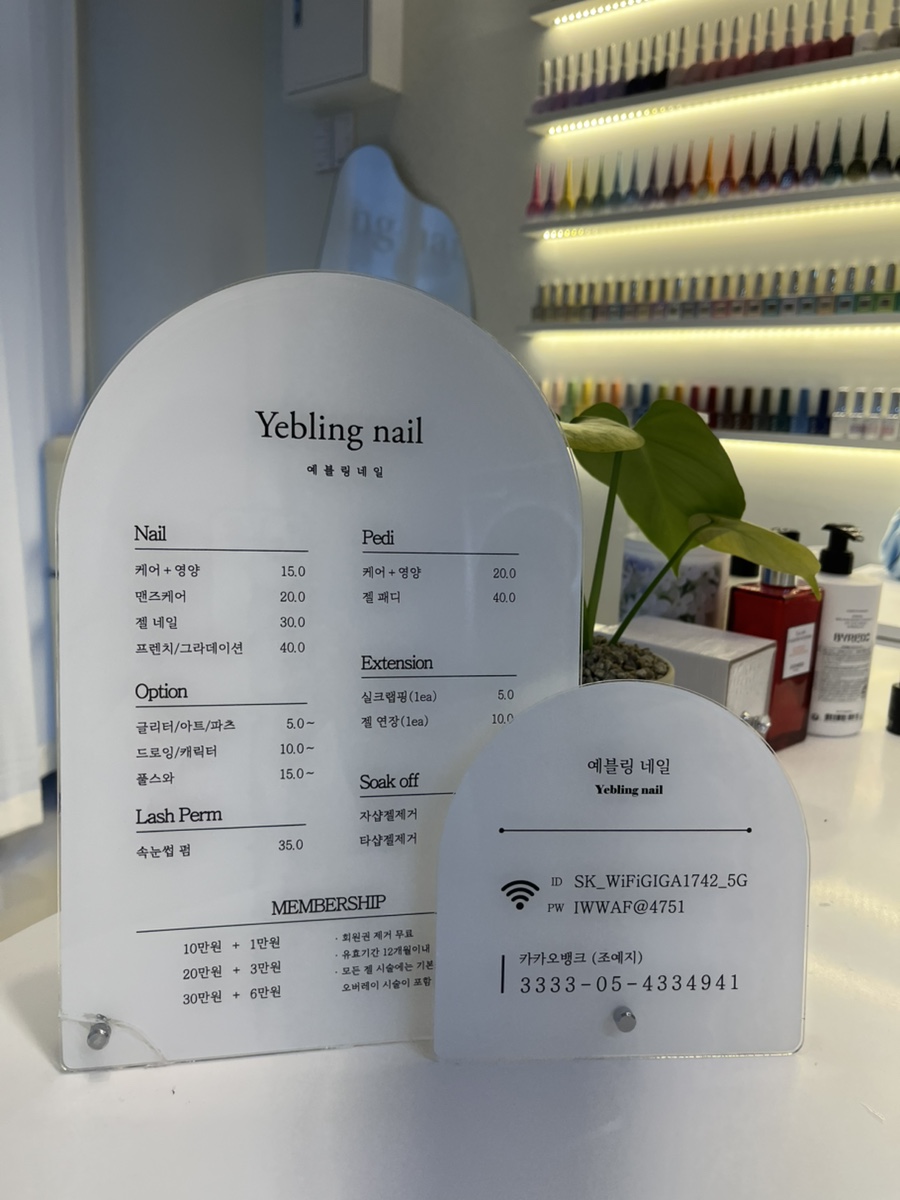 Yebling nail
예블링네일
Nail
케어+영양 15.0
맨즈케어 20.0
젤 네일 30.0
프렌치/그라데이션 40.0
Option
글리터/아트/파츠 5.0~
드로잉/캐릭터 10.0~
풀스와 15.0~
Lash Perm
속눈썹 펌 35.0
Pedi
케어+영양 20.0
젤 패디 40.0
Extension
실크랩핑(1ea) 5.0
젤 연장(1ea) 10.0
Soak off
자샵젤제거
타샵젤제거
MEMBERSHIP
10만원 + 1만원
20만원 + 3만원
30만원 + 6만원
· 회원권 제거 무료
· 유효기간 12개월이내
· 모든 젤 시술에는 기본
오버레이 시술이 포함
예블링 네일
Yebling nail
ID SK_WiFiGIGA1742_5G
PW IWWAF@4751
카카오뱅크 (조예지)
3333-05-4334941
BYREDO